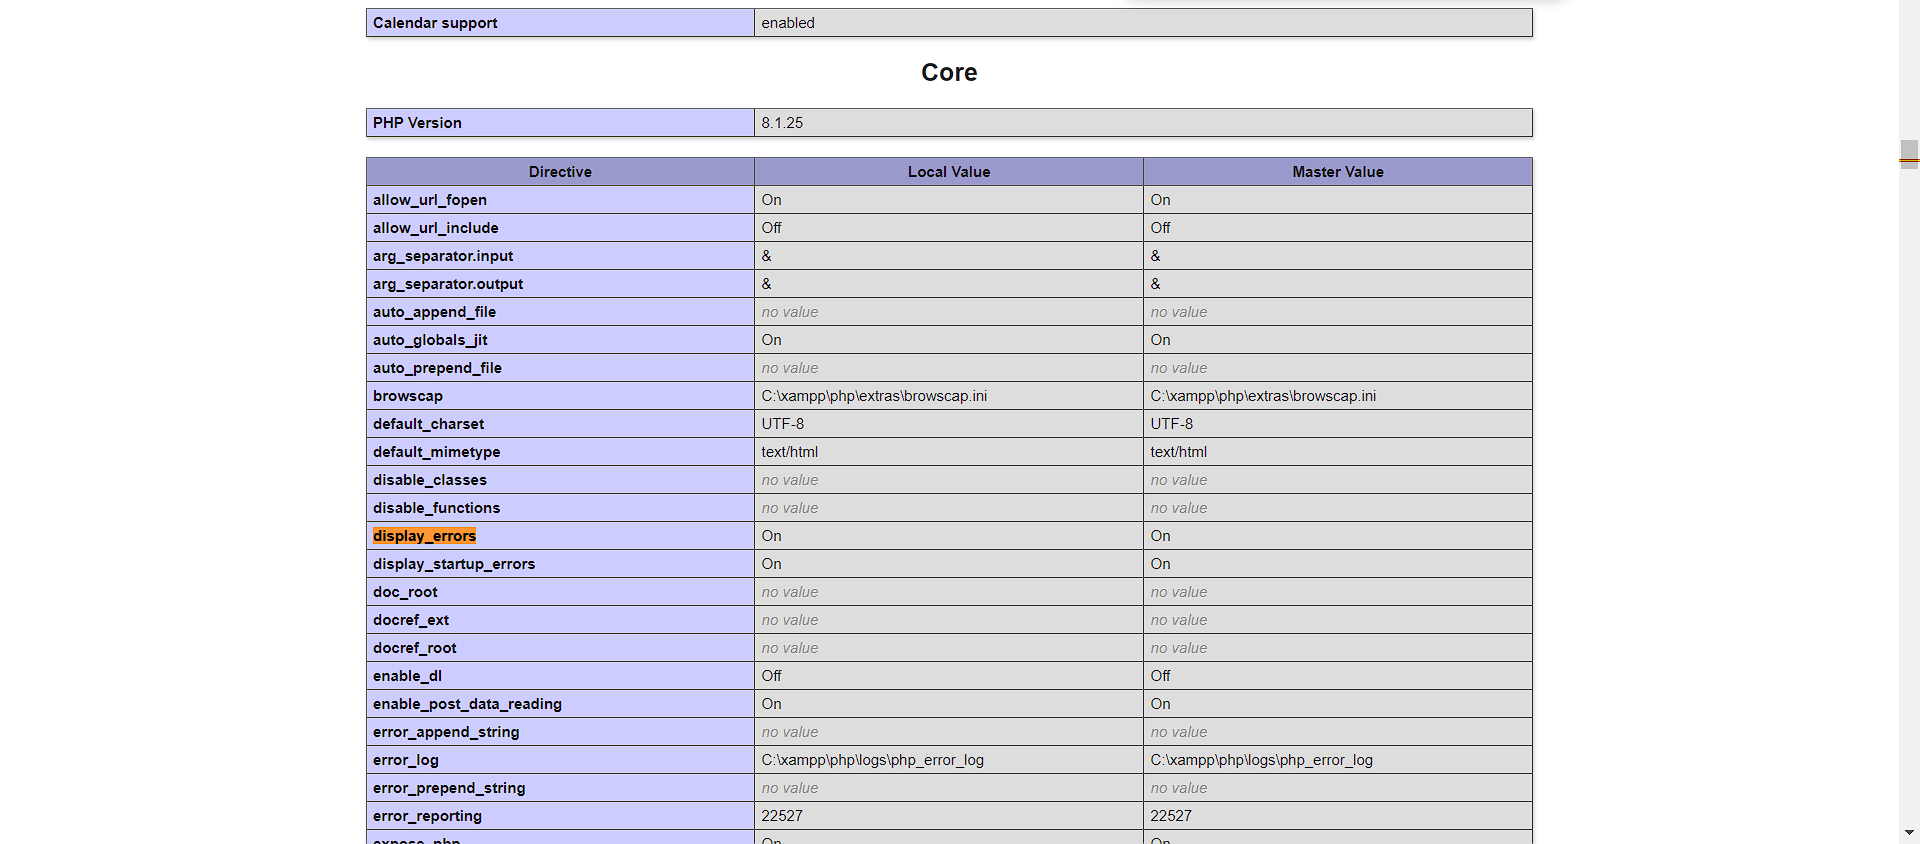 Calendar support enabled
Core
PHP Version 8.1.25
Directive Local Value Master Value
allow_url_fopen On On
allow_url_include Off Off
arg_separator.input & &
arg_separator.output & &
auto_append_file no value no value
auto_globals_jit On On
auto_prepend_file no value no value
browscap C:\xampp\php\extras\browscap.ini C:\xampp\php\extras\browscap.ini
default_charset UTF-8 UTF-8
default_mimetype text/html text/html
disable_classes no value no value
disable_functions no value no value
display_errors On On
display_startup_errors On On
doc_root no value no value
docref_ext no value no value
docref_root no value no value
enable_dl Off Off
enable_post_data_reading On On
error_append_string no value no value
error_log C:\xampp\php\logs\php_error_log C:\xampp\php\logs\php_error_log
error_prepend_string no value no value
error_reporting 22527 22527
expose_php On On